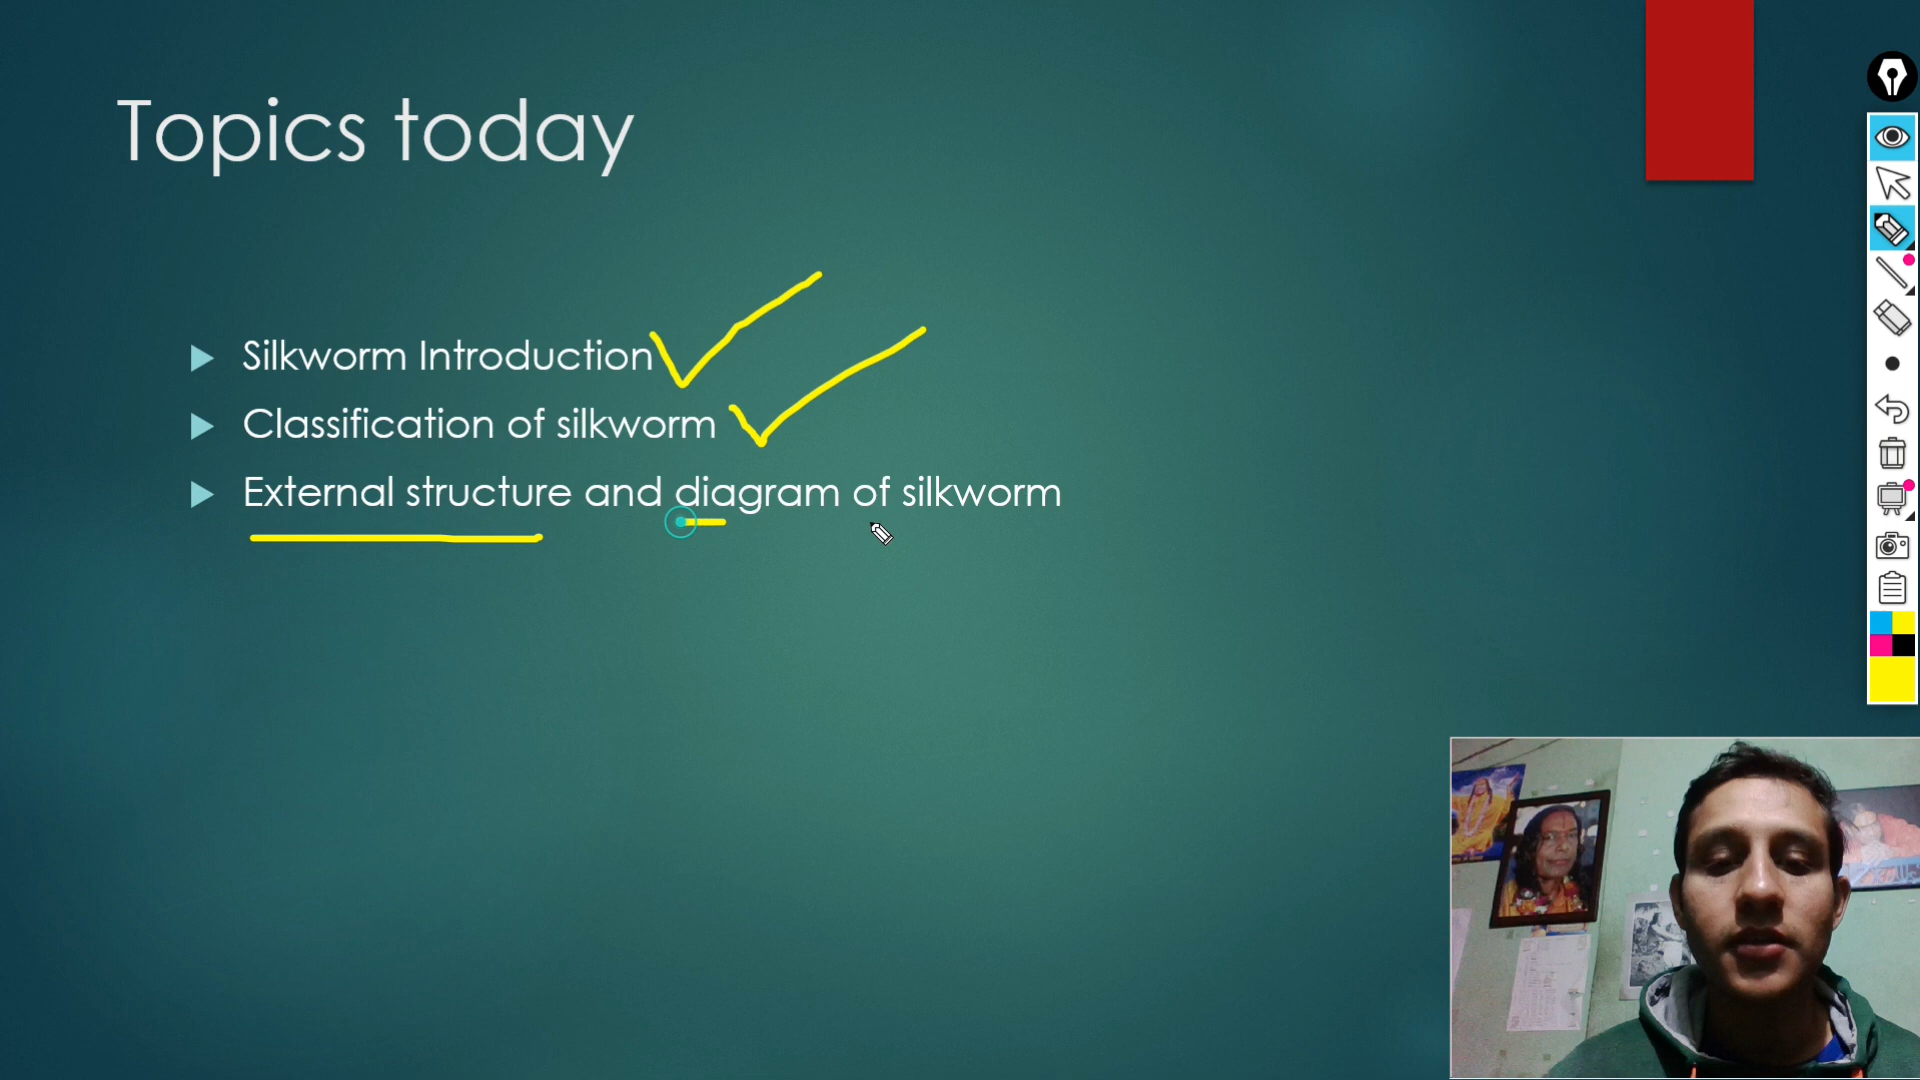 Topics today
Silkworm Introduction
Classification of silkworm
External structure and diagram of silkworm